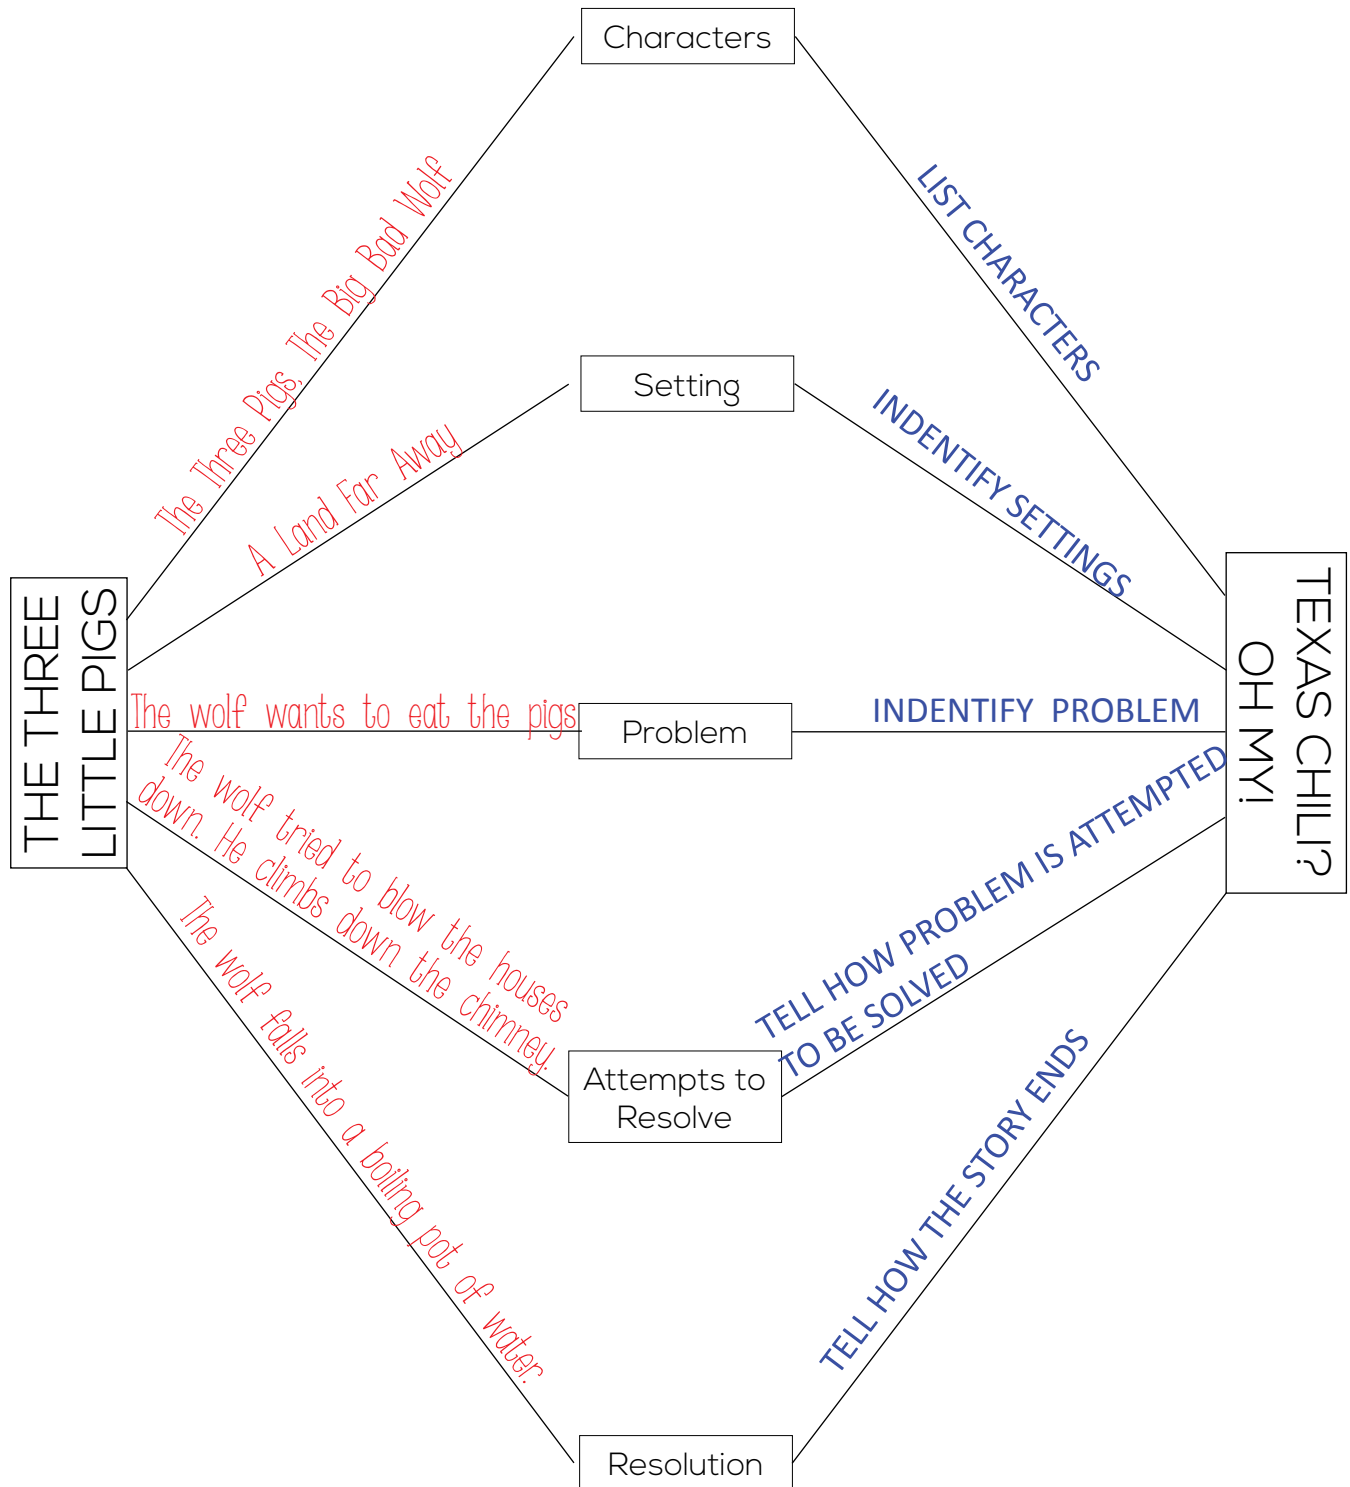 Characters
The Three Pigs, The Big Bad Wolf
LIST CHARACTERS
Setting
A Land Far Away
INDENTIFY SETTINGS
THE THREE
LITTLE PIGS
TEXAS CHILI?
OH MY!
The wolf wants to eat the pigs
Problem
INDENTIFY PROBLEM
The wolf tried to blow the houses
down. He climbs down the chimney.
Attempts to
Resolve
TELL HOW PROBLEM IS ATTEMPTED
TO BE SOLVED
The wolf falls into a boiling pot of water.
TELL HOW THE STORY ENDS
Resolution